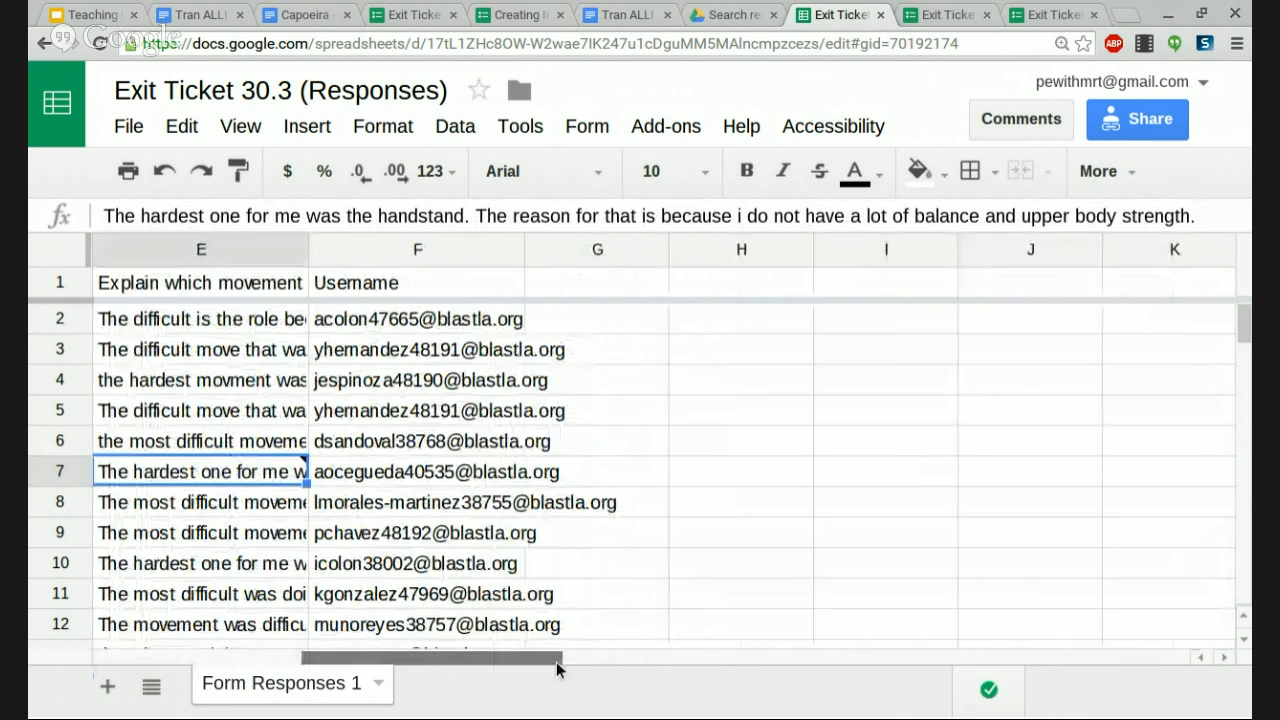 Teaching
Tran ALLI
Capoeira -
Exit Ticke
Creating I
Tran ALLI
Search re
Exit Ticke
Exit Ticke
Exit Ticket
Google
https://docs.google.com/spreadsheets/d/17tL1ZHc8OW-W2wae7IK247u1cDguMM5MAlncmpzcezs/edit#gid=70192174
ABP
S
Exit Ticket 30.3 (Responses)
pewithmrt@gmail.com
File Edit View Insert Format Data Tools Form Add-ons Help Accessibility
Comments
Share
$ % .0 .00 123 Arial 10 B I S A More
fx The hardest one for me was the handstand. The reason for that is because i do not have a lot of balance and upper body strength.
E F G H I J K
1 Explain which movement Username
2 The difficult is the role be acolon47665@blastla.org
3 The difficult move that wa yhernandez48191@blastla.org
4 the hardest movment was jespinoza48190@blastla.org
5 The difficult move that wa yhernandez48191@blastla.org
6 the most difficult moveme dsandoval38768@blastla.org
7 The hardest one for me w aocegueda40535@blastla.org
8 The most difficult moveme lmorales-martinez38755@blastla.org
9 The most difficult moveme pchavez48192@blastla.org
10 The hardest one for me w icolon38002@blastla.org
11 The most difficult was doi kgonzalez47969@blastla.org
12 The movement was difficu munoreyes38757@blastla.org
Form Responses 1